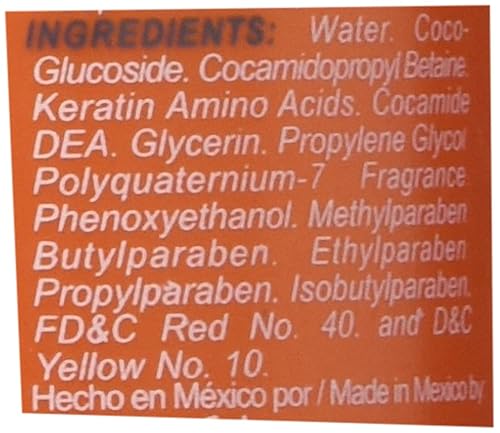 INGREDIENTS: Water. Coco-
Glucoside. Cocamidopropyl Betaine.
Keratin Amino Acids. Cocamide
DEA. Glycerin. Propylene Glycol
Polyquaternium-7 Fragrance
Phenoxyethanol. Methylparaben
Butylparaben. Ethylparaben
Propylparaben. Isobutylparaben.
FD&C Red No. 40. and D&C
Yellow No. 10.
Hecho en México por / Made in Mexico by